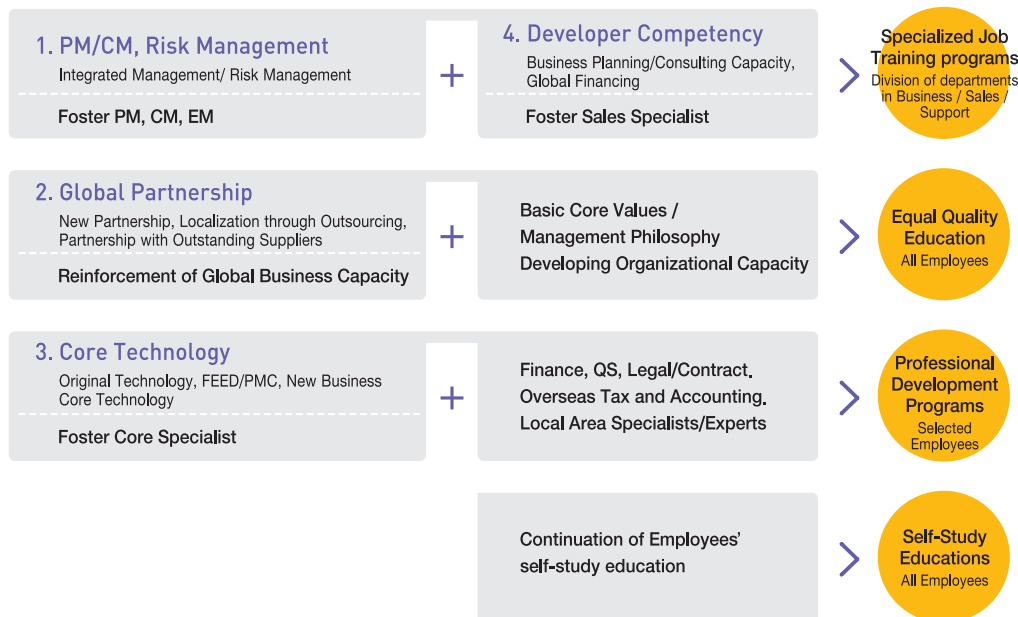 1. PM/CM, Risk Management
Integrated Management/ Risk Management
Foster PM, CM, EM
+
4. Developer Competency
Business Planning/Consulting Capacity,
Global Financing
Foster Sales Specialist
Specialized Job
Training programs
Division of departments
in Business / Sales /
Support
2. Global Partnership
New Partnership, Localization through Outsourcing,
Partnership with Outstanding Suppliers
Reinforcement of Global Business Capacity
+
Basic Core Values /
Management Philosophy
Developing Organizational Capacity
Equal Quality
Education
All Employees
3. Core Technology
Original Technology, FEED/PMC, New Business
Core Technology
Foster Core Specialist
+
Finance, QS, Legal/Contract.
Overseas Tax and Accounting.
Local Area Specialists/Experts
Professional
Development
Programs
Selected
Employees
Continuation of Employees’
self-study education
Self-Study
Educations
All Employees